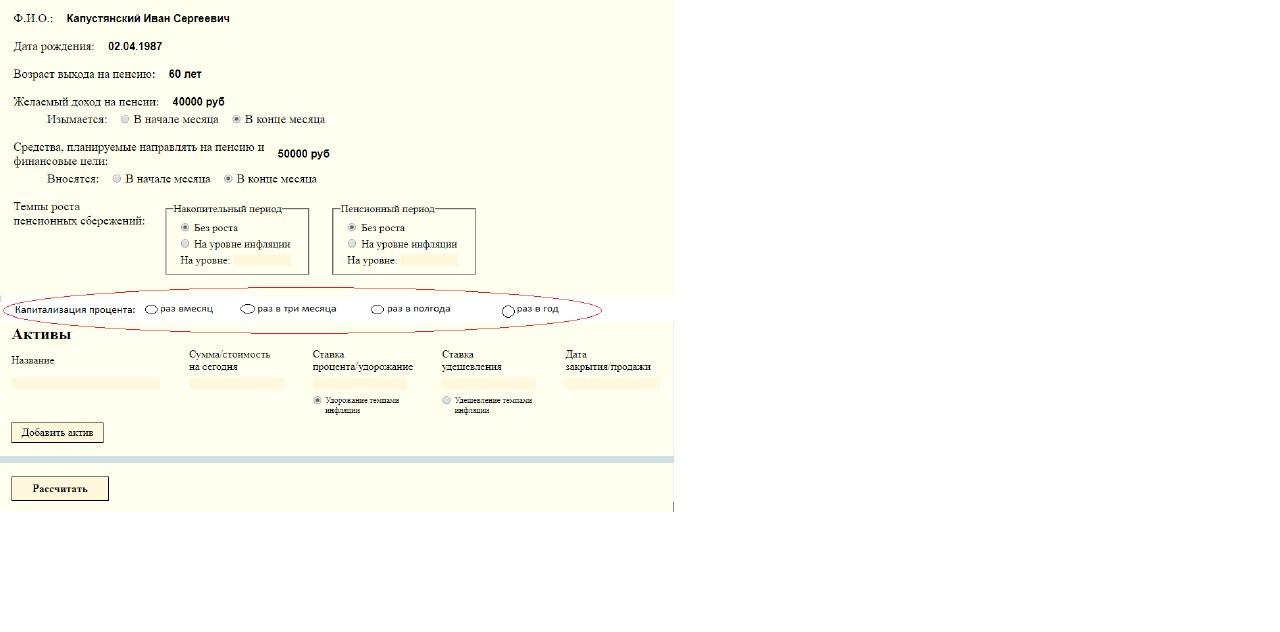 Ф.И.О.: Капустянский Иван Сергеевич
Дата рождения: 02.04.1987
Возраст выхода на пенсию: 60 лет
Желаемый доход на пенсии: 40000 руб
Изымается: В начале месяца В конце месяца
Средства, планируемые направлять на пенсию и
финансовые цели: 50000 руб
Вносятся: В начале месяца В конце месяца
Темпы роста
пенсионных сбережений:
Накопительный период
Без роста
На уровне инфляции
На уровне:
Пенсионный период
Без роста
На уровне инфляции
На уровне:
Капитализация процента: раз вмесяц раз в три месяца раз в полгода раз в год
Активы
Название
Сумма/стоимость
на сегодня
Ставка
процента/удорожание
Удорожание темпами
инфляции
Ставка
удешевления
Удешевление темпами
инфляции
Дата
закрытия/продажи
Добавить актив
Рассчитать